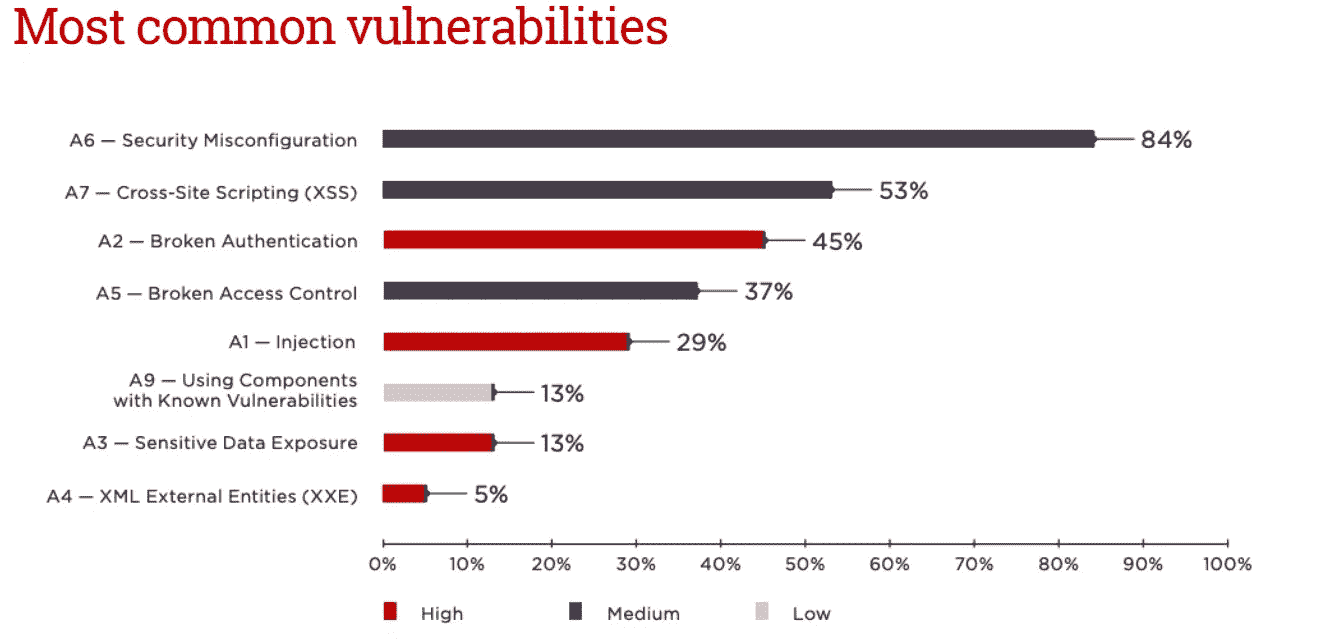 Most common vulnerabilities
A6 — Security Misconfiguration 84%
A7 — Cross-Site Scripting (XSS) 53%
A2 — Broken Authentication 45%
A5 — Broken Access Control 37%
A1 — Injection 29%
A9 — Using Components
with Known Vulnerabilities 13%
A3 — Sensitive Data Exposure 13%
A4 — XML External Entities (XXE) 5%
0% 10% 20% 30% 40% 50% 60% 70% 80% 90% 100%
High Medium Low